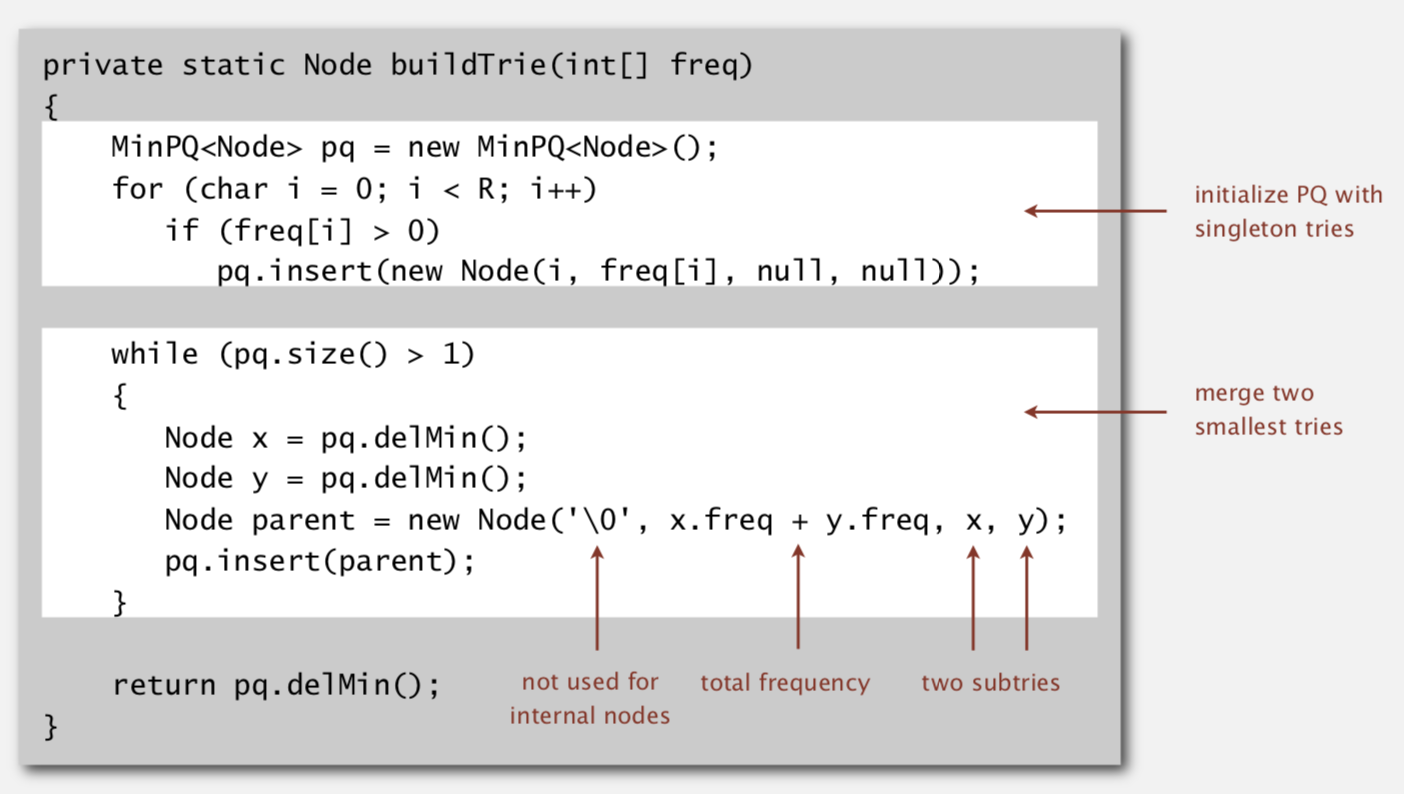 private static Node buildTrie(int[] freq)
{
MinPQ<Node> pq = new MinPQ<Node>();
for (char i = 0; i < R; i++)
if (freq[i] > 0)
pq.insert(new Node(i, freq[i], null, null));
initialize PQ with
singleton tries
while (pq.size() > 1)
{
Node x = pq.delMin();
Node y = pq.delMin();
Node parent = new Node('\0', x.freq + y.freq, x, y);
pq.insert(parent);
}
merge two
smallest tries
not used for
internal nodes
total frequency
two subtries
return pq.delMin();
}